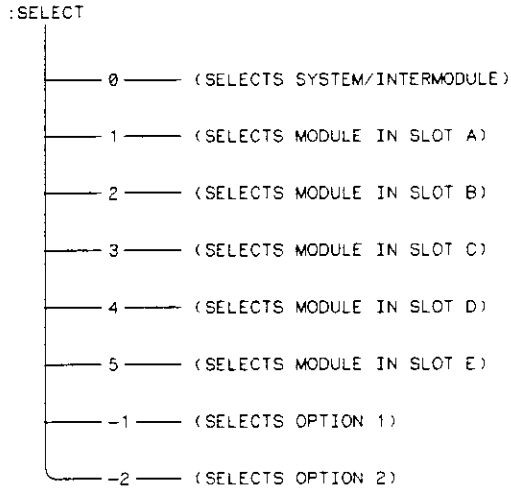 :SELECT
0 (SELECTS SYSTEM/INTERMODULE)
1 (SELECTS MODULE IN SLOT A)
2 (SELECTS MODULE IN SLOT B)
3 (SELECTS MODULE IN SLOT C)
4 (SELECTS MODULE IN SLOT D)
5 (SELECTS MODULE IN SLOT E)
-1 (SELECTS OPTION 1)
-2 (SELECTS OPTION 2)